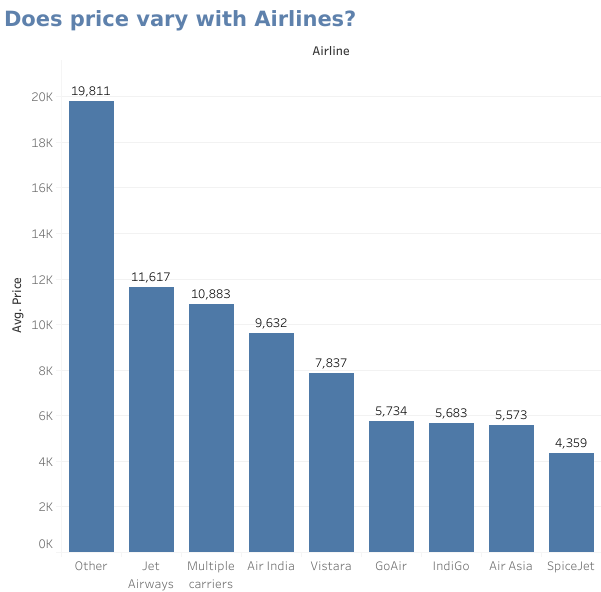 Does price vary with Airlines?
Airline
Avg. Price
20K
18K
16K
14K
12K
10K
8K
6K
4K
2K
0K
19,811
11,617
10,883
9,632
7,837
5,734
5,683
5,573
4,359
Other
Jet
Airways
Multiple
carriers
Air India
Vistara
GoAir
IndiGo
Air Asia
SpiceJet